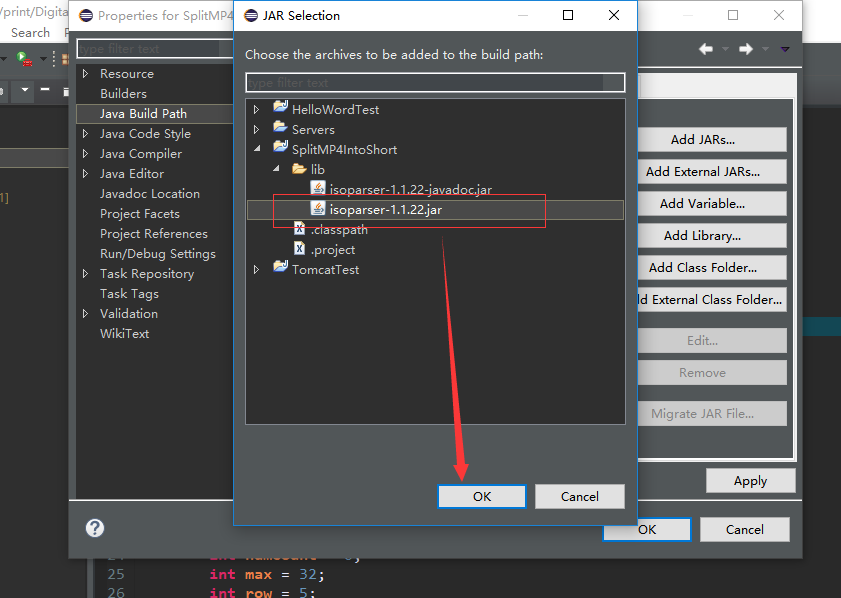 /print/Digita
Search
Properties for SplitMP4
type filter text
Resource
Builders
Java Build Path
Java Code Style
Java Compiler
Java Editor
Javadoc Location
Project Facets
Project References
Run/Debug Settings
Task Repository
Task Tags
Validation
WikiText
JAR Selection
Choose the archives to be added to the build path:
type filter text
HelloWordTest
Servers
SplitMP4IntoShort
lib
isoparser-1.1.22-javadoc.jar
isoparser-1.1.22.jar
.classpath
.project
TomcatTest
OK
Cancel
Add JARs...
Add External JARs...
Add Variable...
Add Library...
Add Class Folder...
dd External Class Folder...
Edit...
Remove
Migrate JAR File...
Apply
OK
Cancel
1]
25 int max = 32;
26 int row = 5;